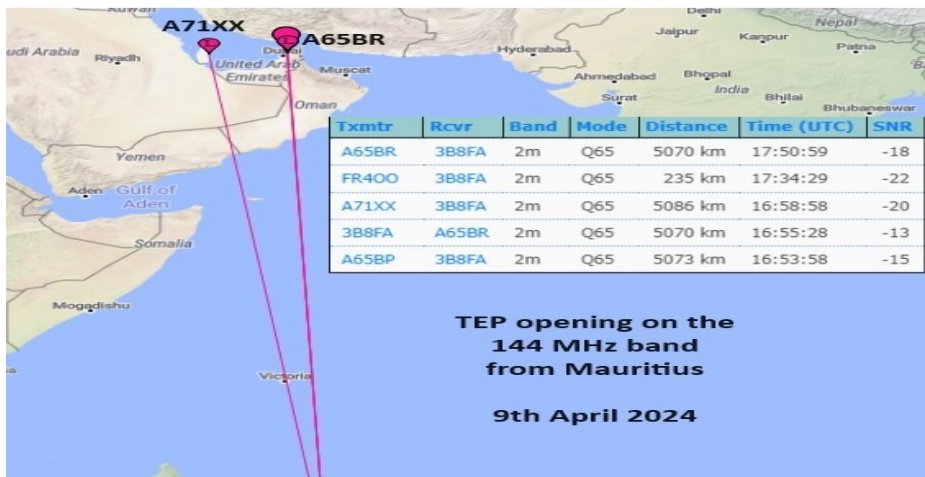 Kuwait
Delhi
Nepal
A71XX
Jaipur
Kanpur
A65BR
Patna
udi Arabia
Riyadh
Dubai
Hyderabad
United Arab
Emirates
Muscat
Ahmedabad
Bhopal
India
Surat
Bhilai
Oman
Bhubaneswar
Txmtr Rcvr Band Mode Distance Time (UTC) SNR
A65BR 3B8FA 2m Q65 5070 km 17:50:59 -18
FR4OO 3B8FA 2m Q65 235 km 17:34:29 -22
A71XX 3B8FA 2m Q65 5086 km 16:58:58 -20
3B8FA A65BR 2m Q65 5070 km 16:55:28 -13
A65BP 3B8FA 2m Q65 5073 km 16:53:58 -15
Yemen
Aden
Gulf of
Aden
Somalia
Mogadishu
Victoria
TEP opening on the
144 MHz band
from Mauritius
9th April 2024